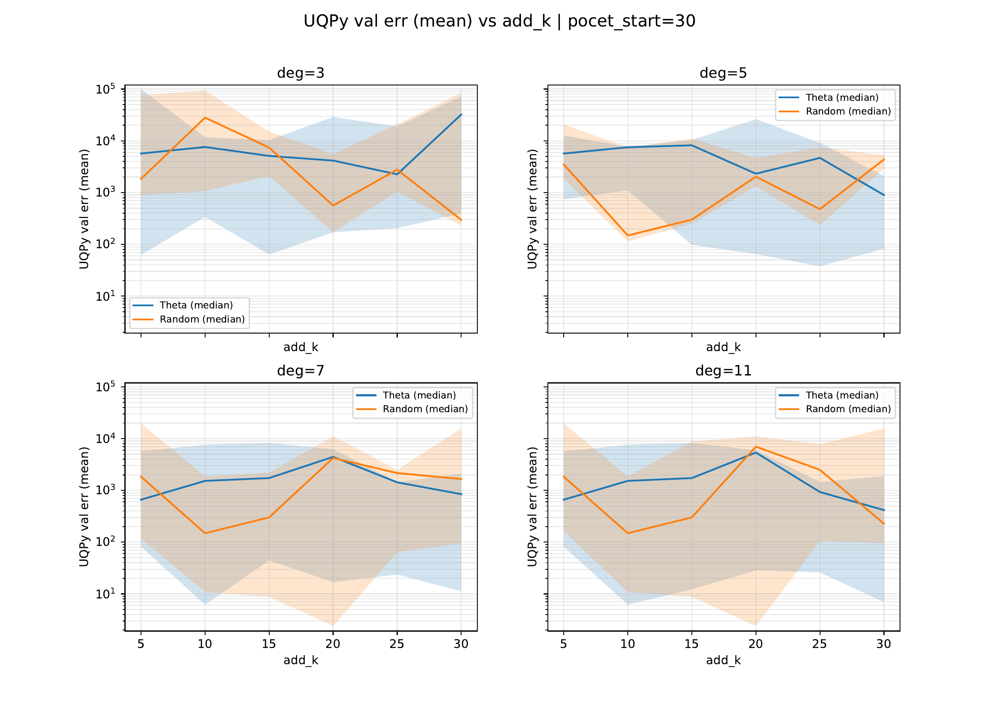 UQPy val err (mean) vs add_k | pocet_start=30
deg=3
10^5
10^4
10^3
10^2
10^1
UQPy val err (mean)
Theta (median)
Random (median)
add_k
deg=5
UQPy val err (mean)
Theta (median)
Random (median)
add_k
deg=7
10^5
10^4
10^3
10^2
10^1
UQPy val err (mean)
Theta (median)
Random (median)
5 10 15 20 25 30
add_k
deg=11
UQPy val err (mean)
Theta (median)
Random (median)
5 10 15 20 25 30
add_k